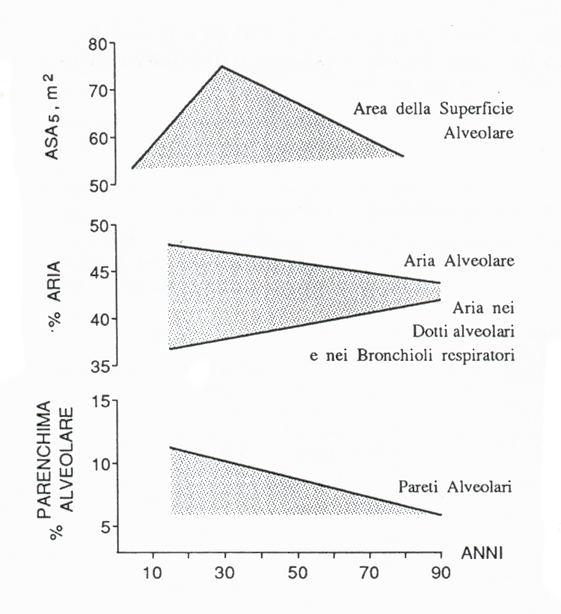 80
70
60
50
ASA5, m2
Area della Superficie
Alveolare
50
45
40
35
% ARIA
Aria Alveolare
Aria nei
Dotti alveolari
e nei Bronchioli respiratori
15
10
5
% PARENCHIMA
ALVEOLARE
Pareti Alveolari
10 30 50 70 90
ANNI